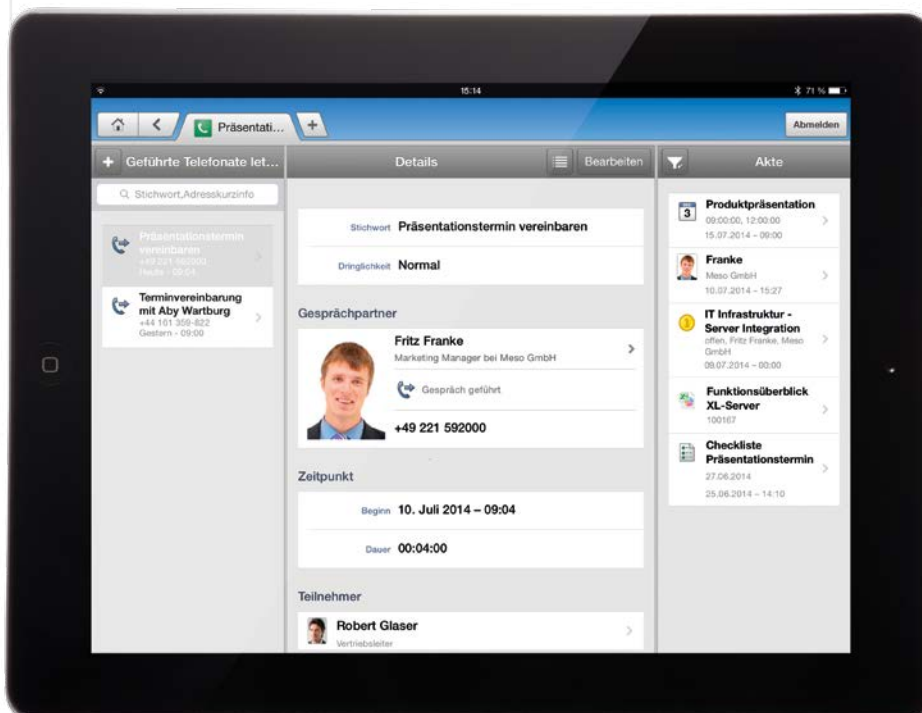 15:14
71 %
Präsentati...
Abmelden
Geführte Telefonate let...
Stichwort,Adresskurzinfo
Präsentationstermin
vereinbaren
+49 221 592000
Heute - 09:04
Terminvereinbarung
mit Aby Wartburg
+44 161 359-822
Gestern - 09:00
Details
Bearbeiten
Stichwort Präsentationstermin vereinbaren
Dringlichkeit Normal
Gesprächpartner
Fritz Franke
Marketing Manager bei Meso GmbH
Gespräch geführt
+49 221 592000
Zeitpunkt
Beginn 10. Juli 2014 – 09:04
Dauer 00:04:00
Teilnehmer
Robert Glaser
Vertriebsleiter
Akte
3
Produktpräsentation
09:00:00, 12:00:00
15.07.2014 – 09:00
Franke
Meso GmbH
10.07.2014 – 15:27
IT Infrastruktur -
Server Integration
offen, Fritz Franke, Meso
GmbH
09.07.2014 – 00:00
Funktionsüberblick
XL-Server
100167
Checkliste
Präsentationstermin
27.06.2014
25.06.2014 – 14:10